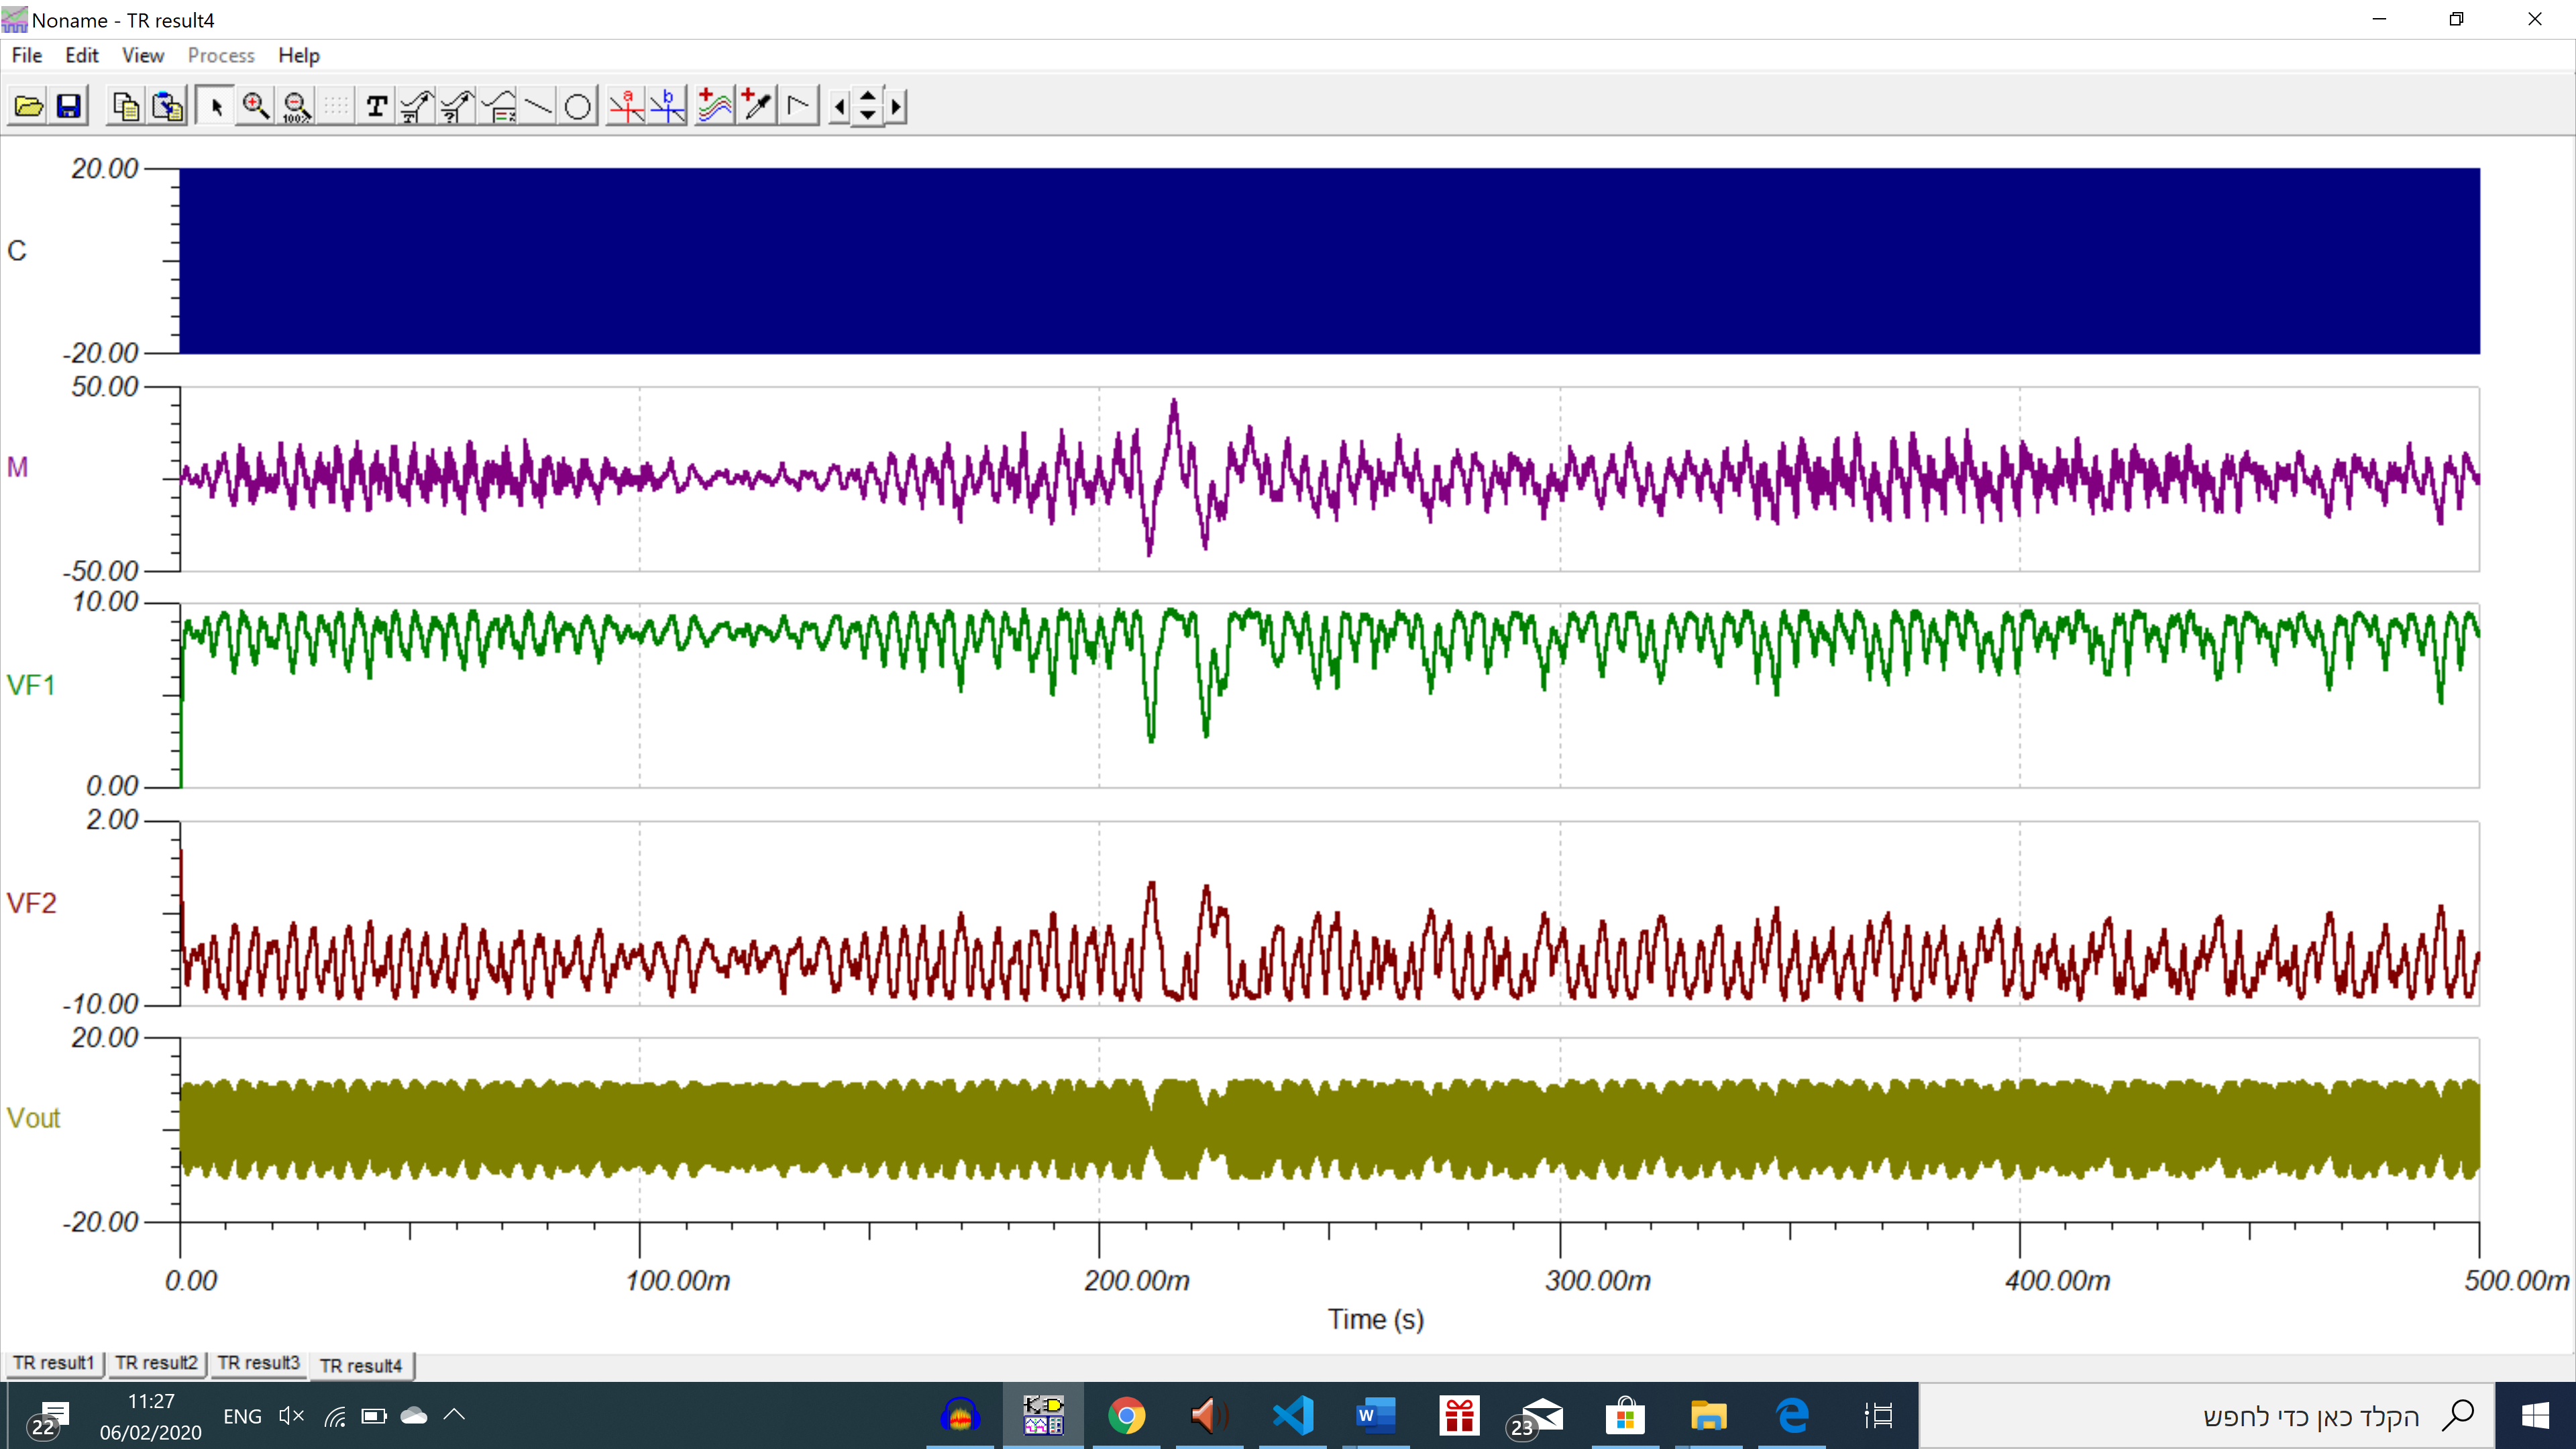 Noname - TR result4
File Edit View Process Help
T 100% T ? a b
20.00
C
-20.00
50.00
M
-50.00
10.00
VF1
0.00
2.00
VF2
-10.00
20.00
Vout
-20.00
0.00 100.00m 200.00m 300.00m 400.00m 500.00m
Time (s)
TR result1 TR result2 TR result3 TR result4
22
11:27
06/02/2020
ENG
W
23
הקלד כאן כדי לחפש